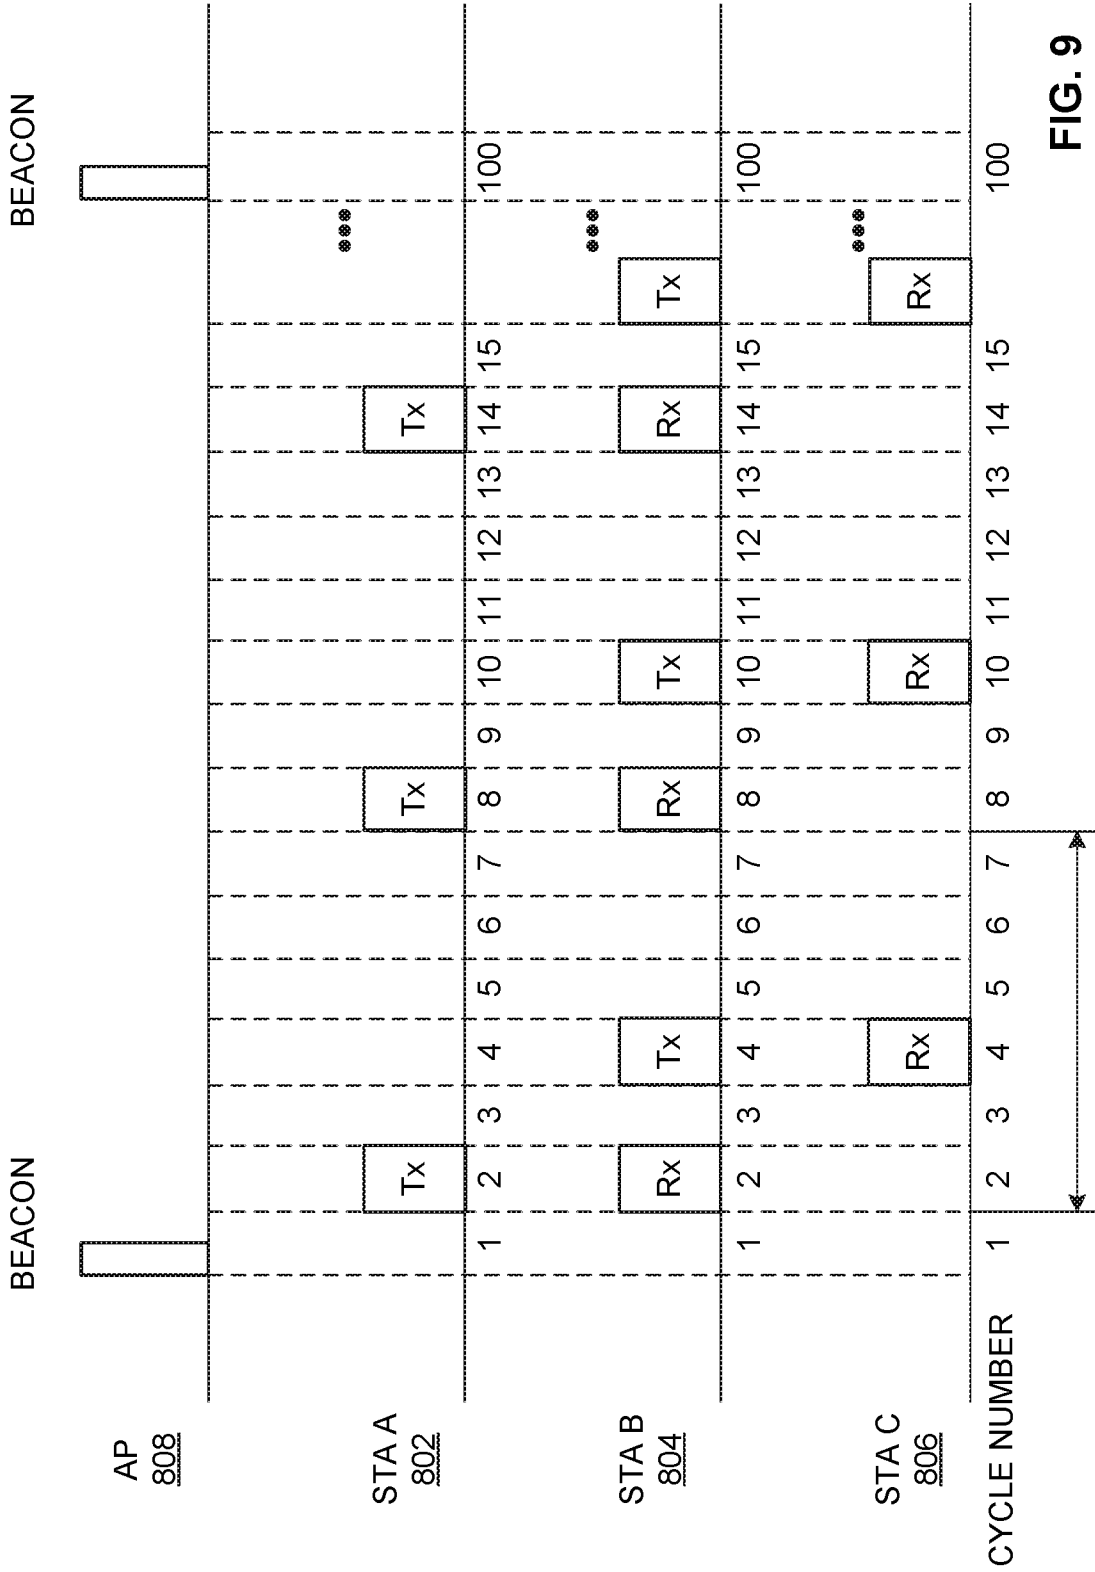 BEACON BEACON
AP
808
STA A
802
Tx Tx Tx
1 2 3 4 5 6 7 8 9 10 11 12 13 14 15 100
STA B
804
Rx Tx Rx Tx Rx Tx
1 2 3 4 5 6 7 8 9 10 11 12 13 14 15 100
STA C
806
Rx Rx Rx
CYCLE NUMBER 1 2 3 4 5 6 7 8 9 10 11 12 13 14 15 100
FIG. 9